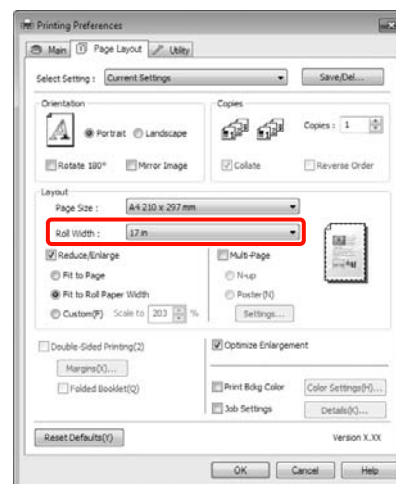 Printing Preferences
Main Page Layout Utility
Select Setting : Current Settings Save/Del...
Orientation Copies
Portrait Landscape Copies : 1
Rotate 180° Mirror Image Collate Reverse Order
Layout
Page Size : A4 210 x 297 mm
Roll Width : 17 in
Reduce/Enlarge Multi-Page
Fit to Page N-up
Fit to Roll Paper Width Poster(N)
Custom(P) Scale to 203 % Settings...
Double-Sided Printing(2) Optimize Enlargement
Margins(X)...
Folded Booklet(Q) Print Bckg Color Color Settings(H)...
Job Settings Details(K)...
Reset Defaults(Y) Version X.XX
OK Cancel Help